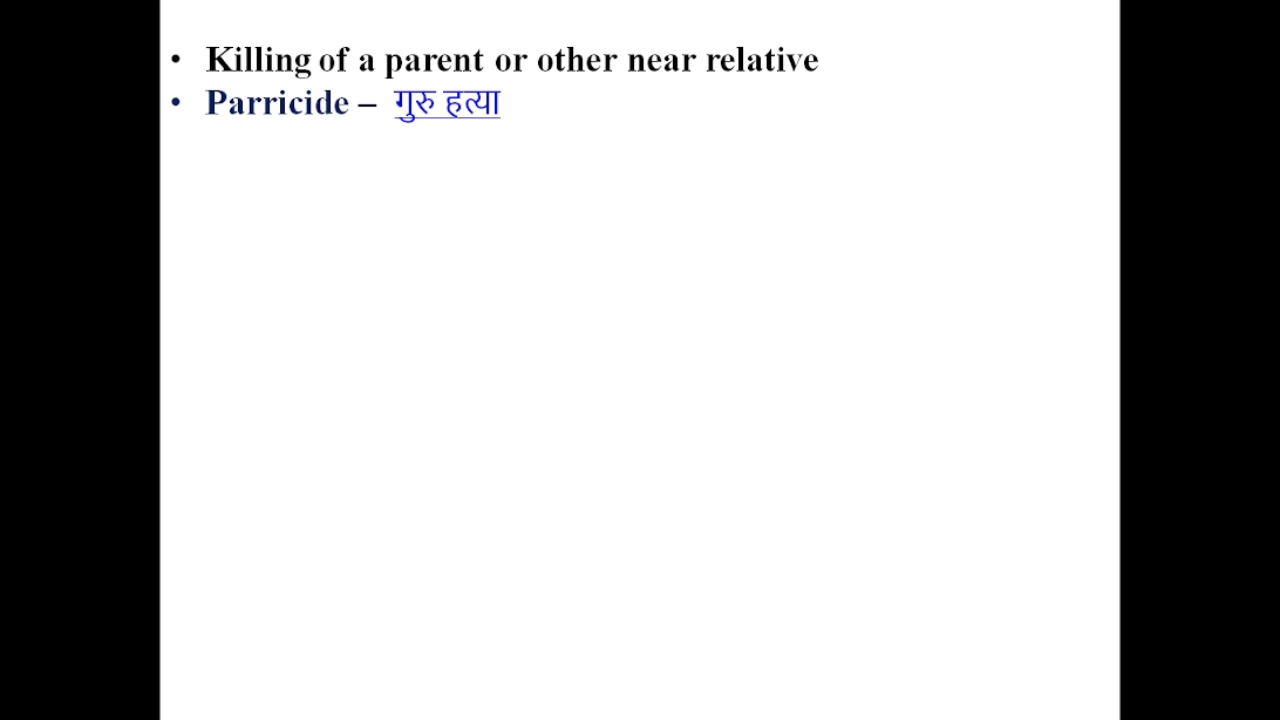 • Killing of a parent or other near relative
• Parricide – गुरु हत्या